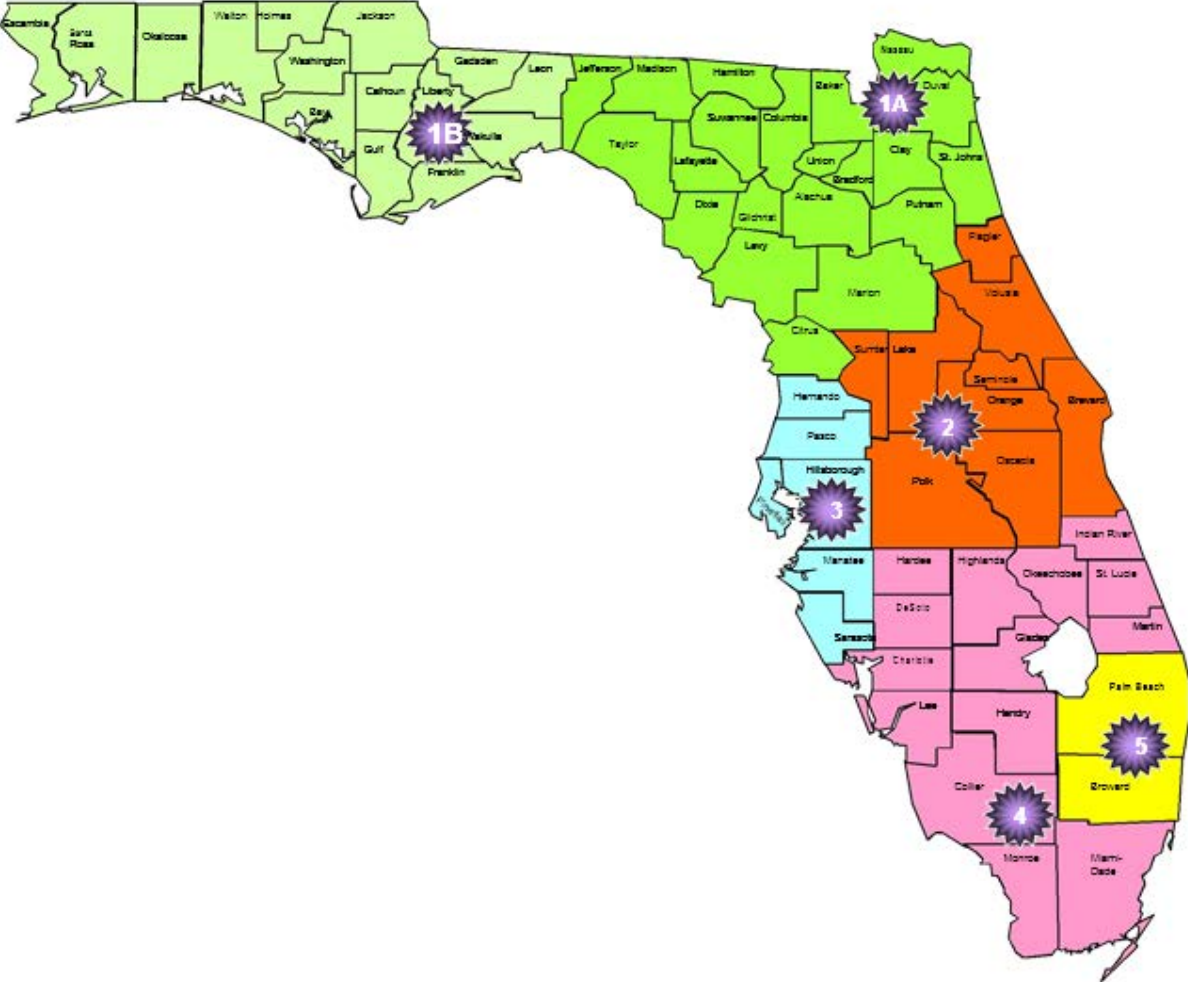 Escambia
Santa
Rosa
Okaloosa
Walton
Holmes
Jackson
Washington
Bay
Calhoun
Gulf
Liberty
Gadsden
Leon
1B
Wakulla
Franklin
Jefferson
Madison
Hamilton
Taylor
Suwannee
Columbia
Lafayette
Dixie
Gilchrist
Baker
Nassau
1A
Duval
Union
Bradford
Clay
St. Johns
Alachua
Putnam
Levy
Marion
Citrus
Flagler
Volusia
Sumter
Lake
Seminole
Orange
Brevard
2
Osceola
Polk
Hernando
Pasco
Hillsborough
Pinellas
3
Manatee
Sarasota
Hardee
Highlands
Okeechobee
Indian River
St. Lucie
DeSoto
Martin
Glades
Charlotte
Lee
Hendry
Palm Beach
5
Broward
Collier
4
Monroe
Miami-
Dade